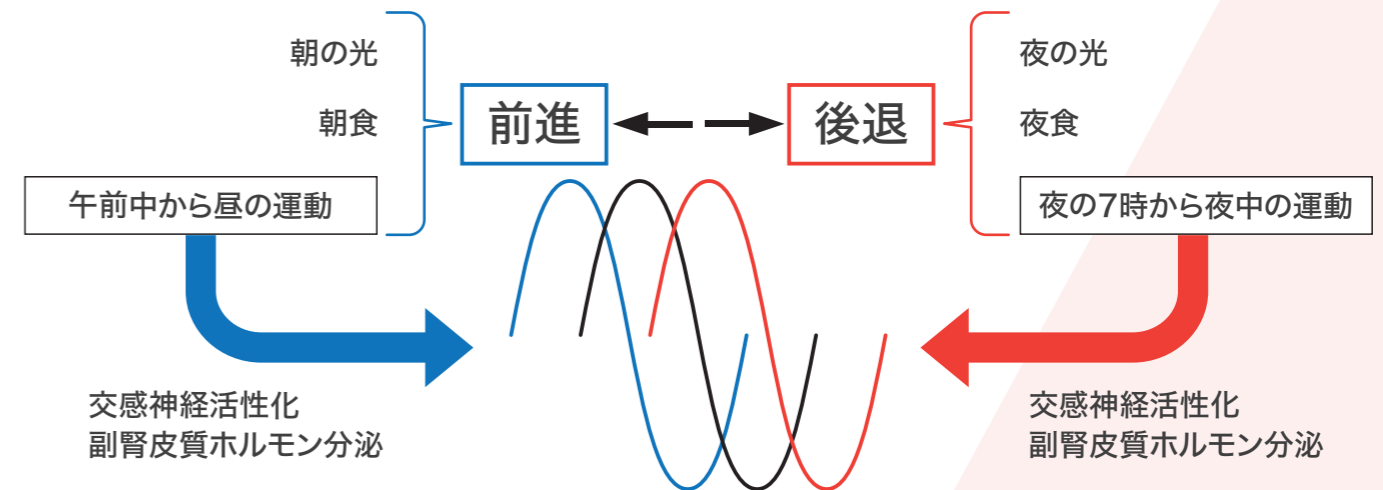 朝の光
朝食
午前中から昼の運動
前進
後退
夜の光
夜食
夜の7時から夜中の運動
交感神経活性化
副腎皮質ホルモン分泌
交感神経活性化
副腎皮質ホルモン分泌